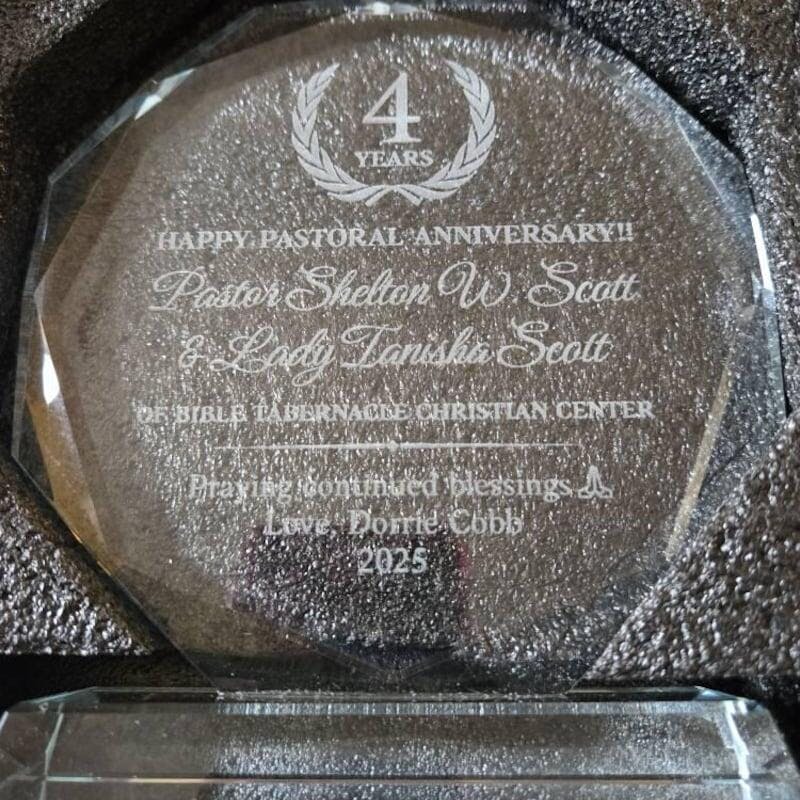 4
YEARS
HAPPY PASTORAL ANNIVERSARY!!
Pastor Shelton W. Scott
& Lady Tanisha Scott
OF BIBLE TABERNACLE CHRISTIAN CENTER
Praying continued blessings 🙏
Love, Dorrie Cobb
2025